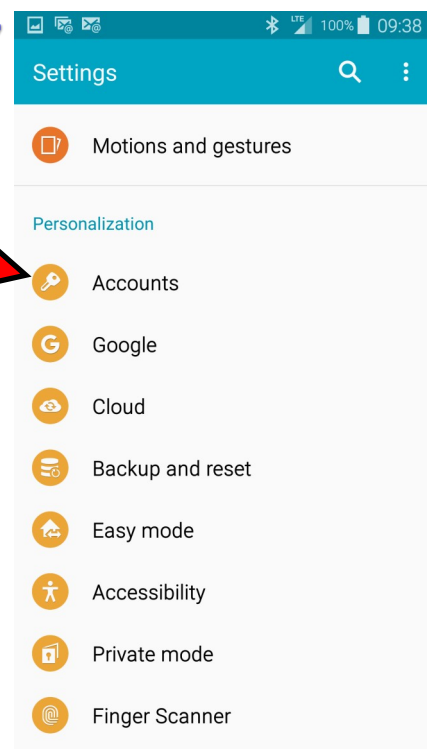 LTE 100% 09:38
Settings
Motions and gestures
Personalization
Accounts
G Google
Cloud
Backup and reset
Easy mode
Accessibility
Private mode
Finger Scanner